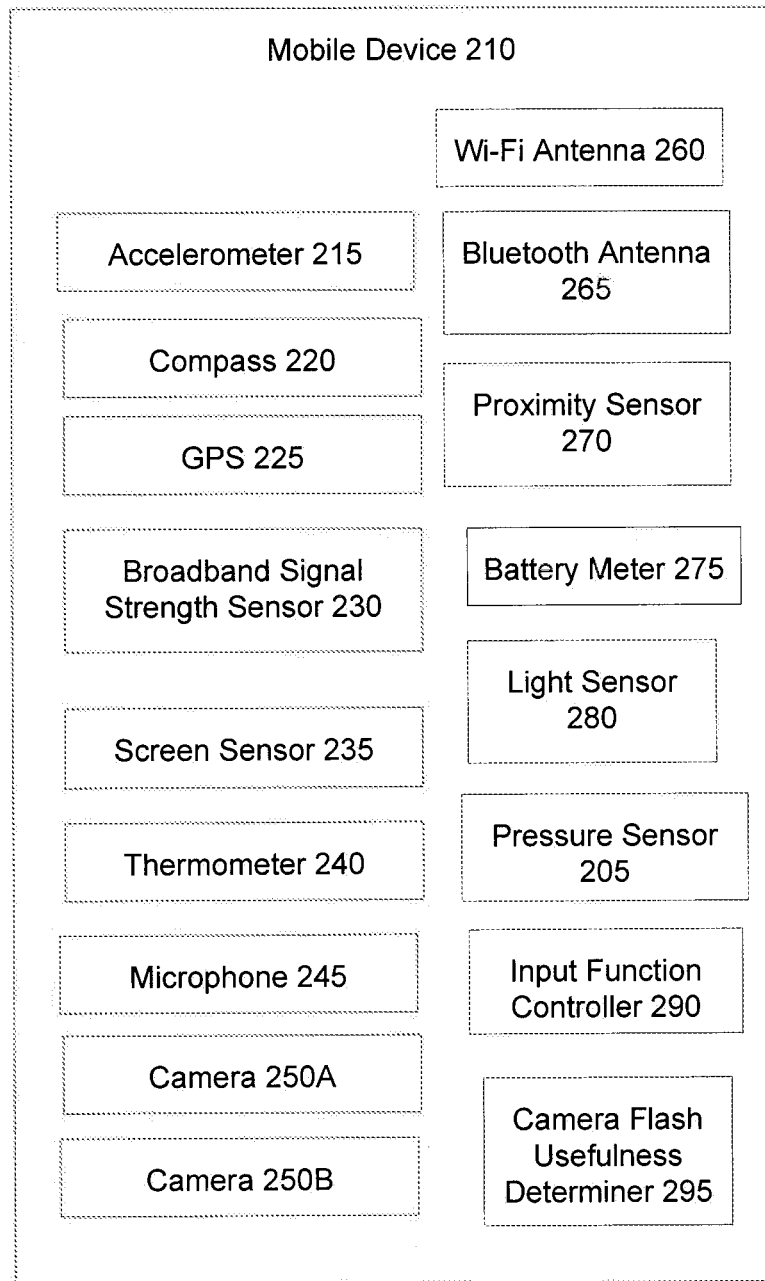 Mobile Device 210
Wi-Fi Antenna 260
Accelerometer 215
Bluetooth Antenna
265
Compass 220
Proximity Sensor
270
GPS 225
Broadband Signal
Strength Sensor 230
Battery Meter 275
Light Sensor
280
Screen Sensor 235
Pressure Sensor
205
Thermometer 240
Microphone 245
Input Function
Controller 290
Camera 250A
Camera Flash
Usefulness
Determiner 295
Camera 250B